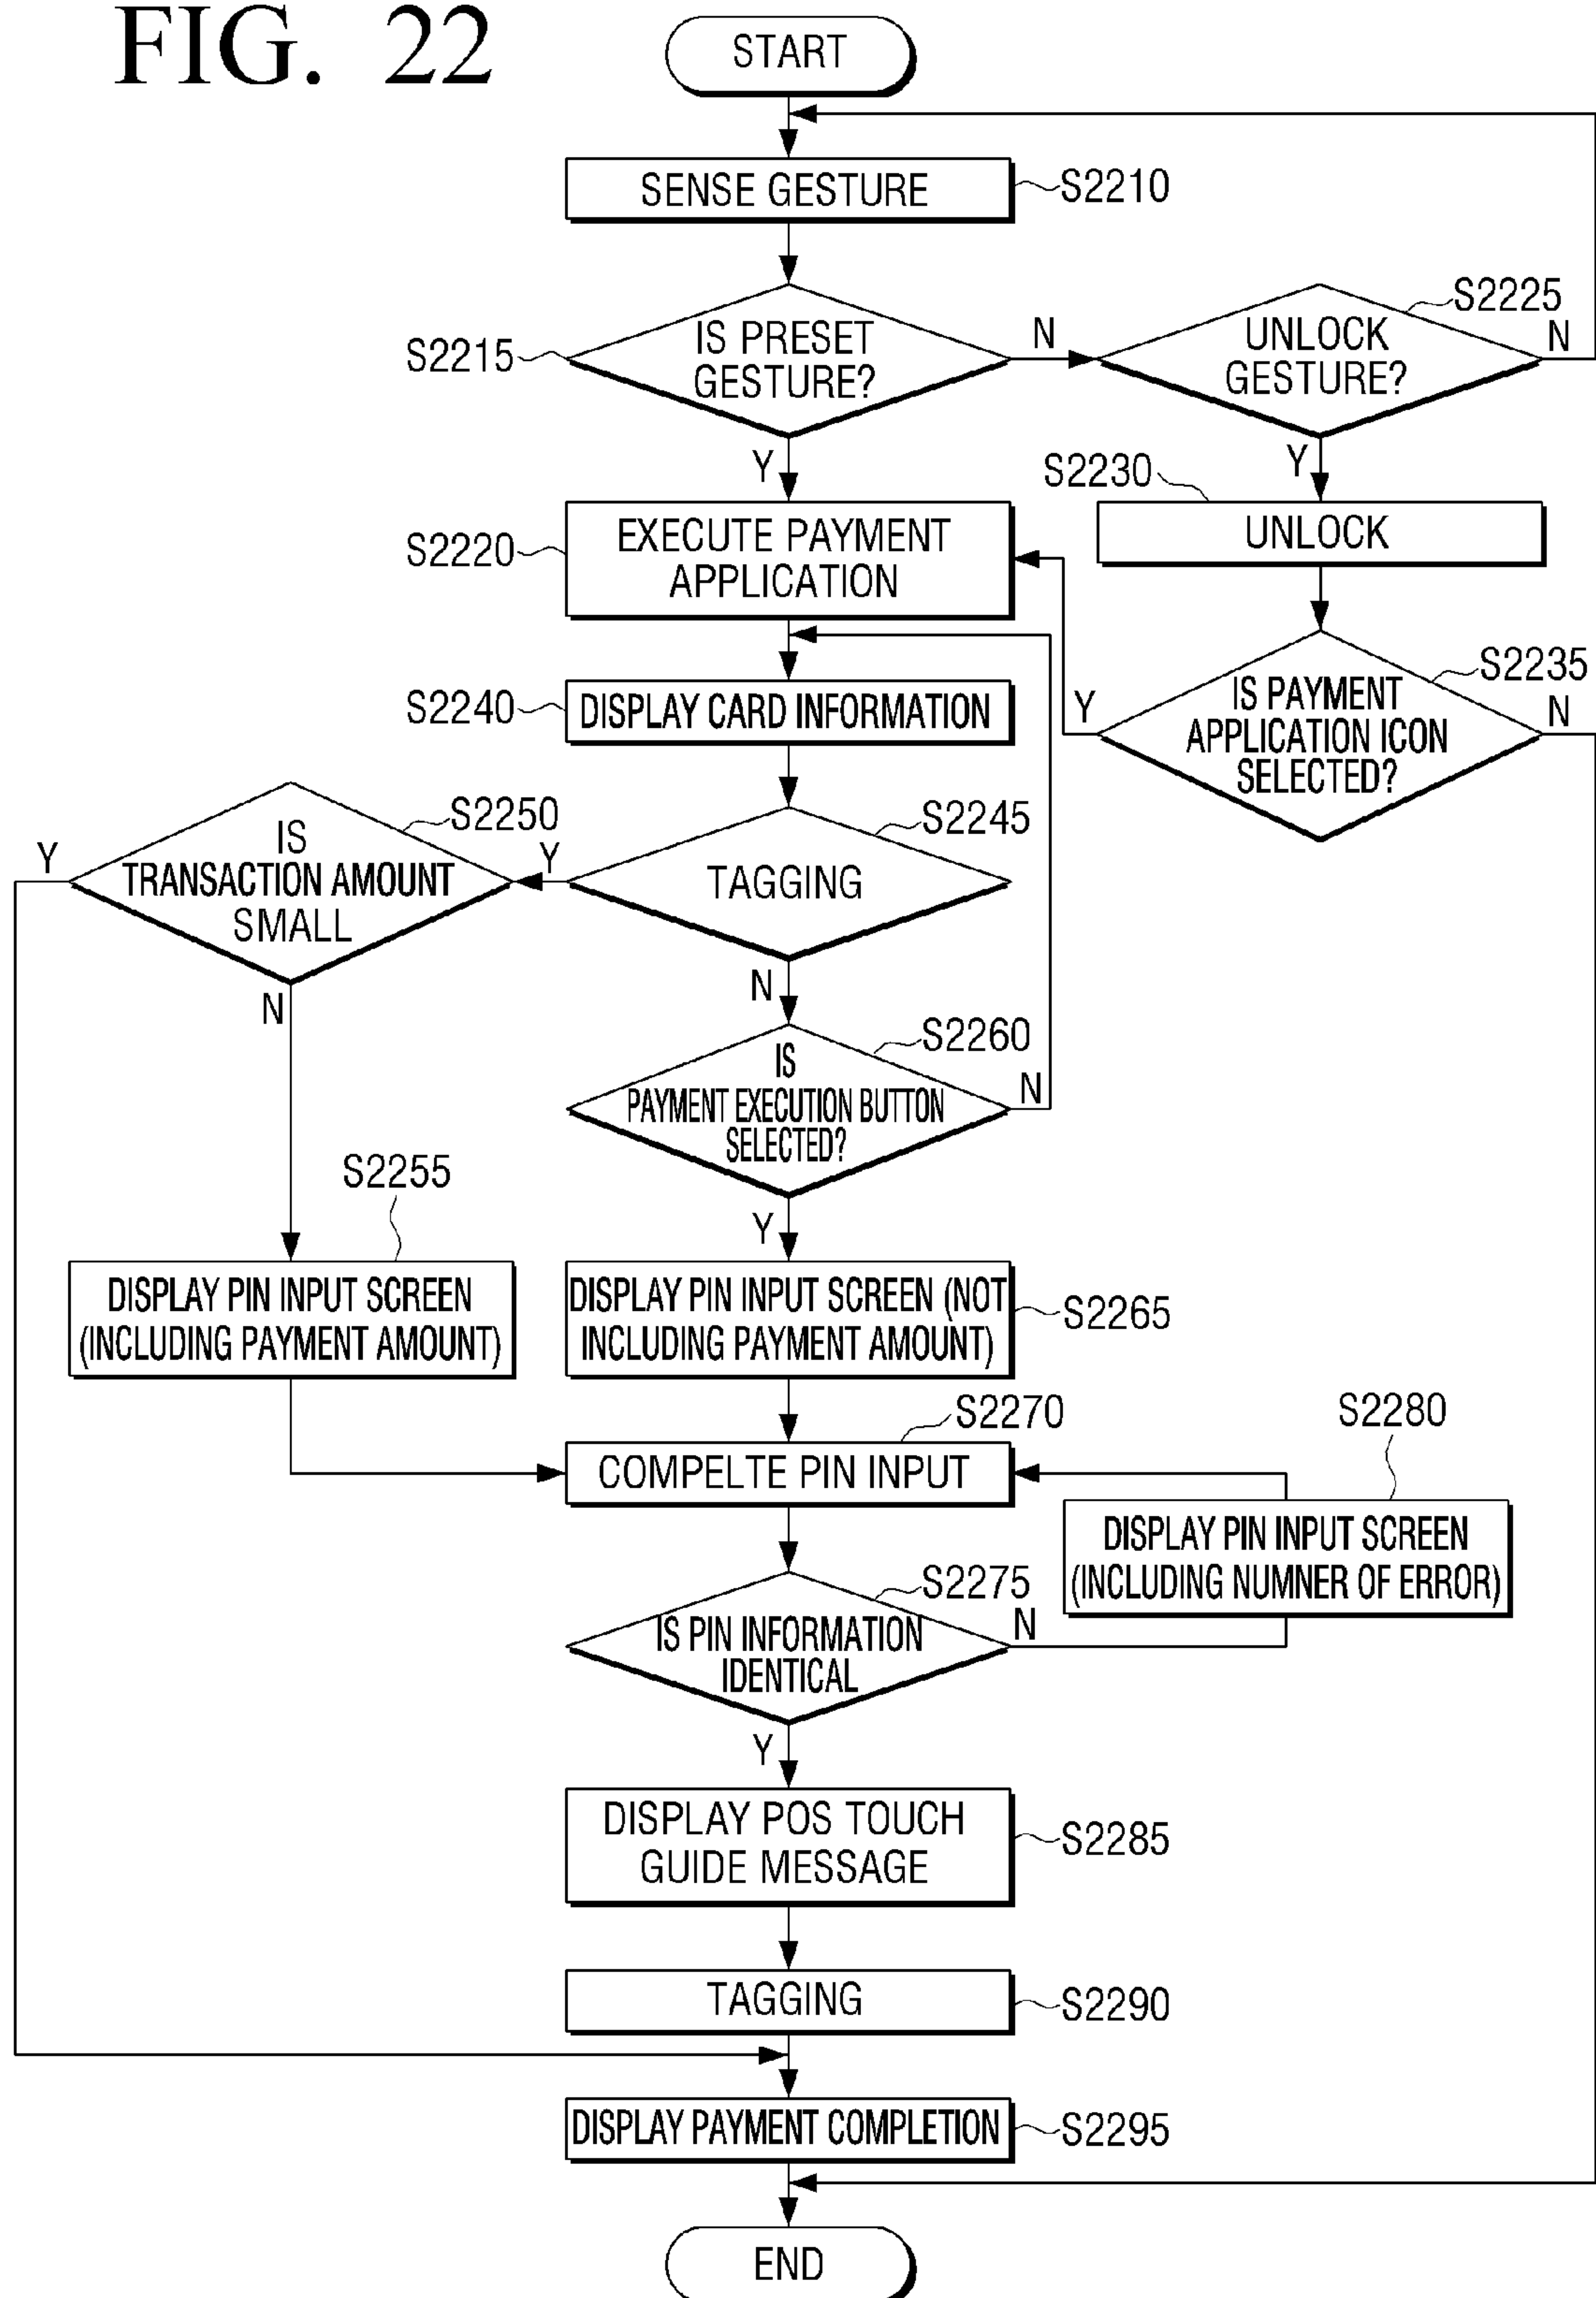 FIG. 22
START
SENSE GESTURE
S2210
S2215
IS PRESET
GESTURE?
N
UNLOCK
GESTURE?
S2225
N
Y
Y
S2220
EXECUTE PAYMENT
APPLICATION
S2230
UNLOCK
S2240
DISPLAY CARD INFORMATION
Y
IS PAYMENT
APPLICATION ICON
SELECTED?
S2235
N
Y
IS
TRANSACTION AMOUNT
SMALL
S2250
Y
TAGGING
S2245
N
N
IS
PAYMENT EXECUTION BUTTON
SELECTED?
S2260
N
Y
S2255
DISPLAY PIN INPUT SCREEN
(INCLUDING PAYMENT AMOUNT)
DISPLAY PIN INPUT SCREEN (NOT
INCLUDING PAYMENT AMOUNT)
S2265
S2270
COMPELTE PIN INPUT
S2280
DISPLAY PIN INPUT SCREEN
(INCLUDING NUMNER OF ERROR)
S2275
IS PIN INFORMATION
IDENTICAL
N
Y
DISPLAY POS TOUCH
GUIDE MESSAGE
S2285
TAGGING
S2290
DISPLAY PAYMENT COMPLETION
S2295
END